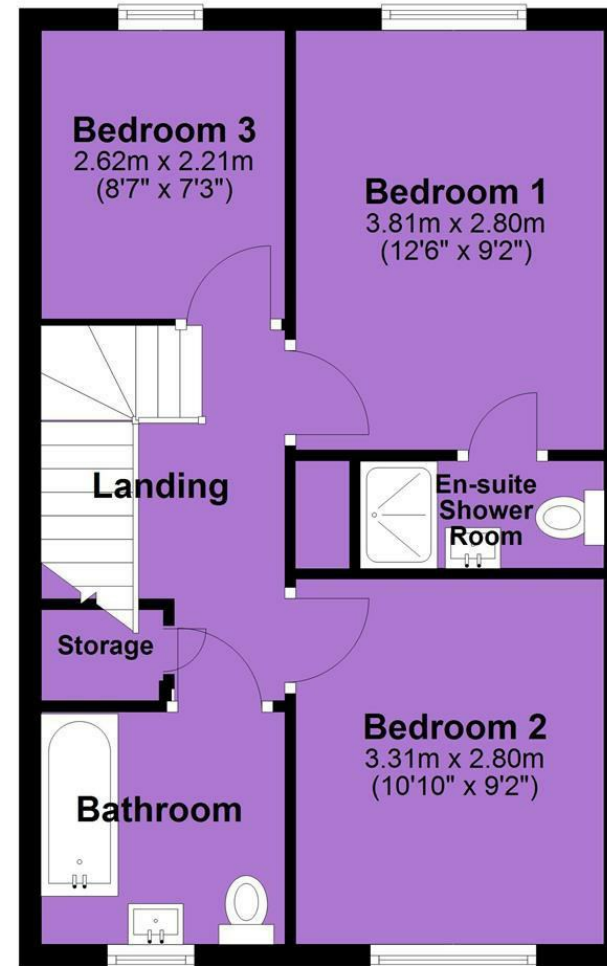 Bedroom 3
2.62m x 2.21m
(8'7" x 7'3")
Bedroom 1
3.81m x 2.80m
(12'6" x 9'2")
Landing
En-suite
Shower
Room
Storage
Bedroom 2
3.31m x 2.80m
(10'10" x 9'2")
Bathroom